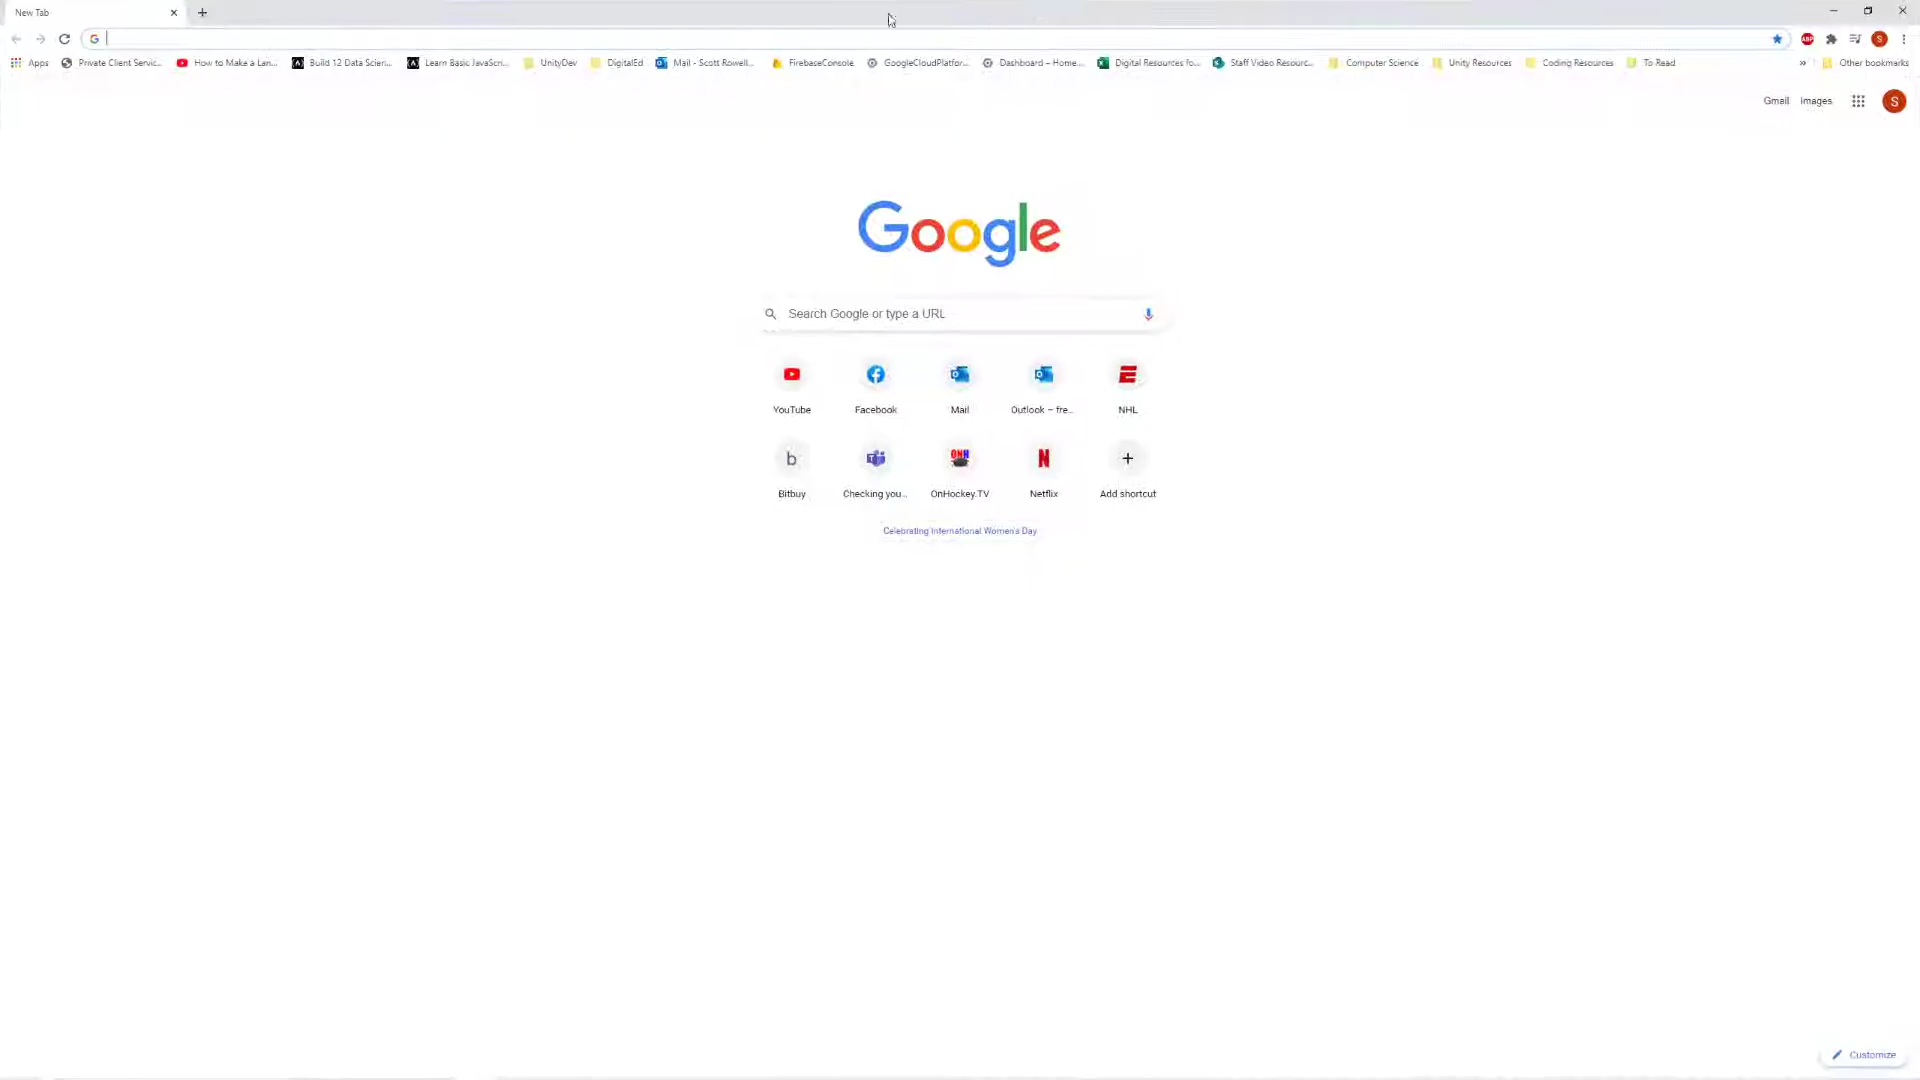 New Tab
Apps Private Client Servic... How to Make a Lan... Build 12 Data Scien... Learn Basic JavaScri... UnityDev DigitalEd Mail - Scott Rowell... FirebaseConsole GoogleCloudPlatfor... Dashboard – Home... Digital Resources fo... Staff Video Resourc... Computer Science Unity Resources Coding Resources To Read » Other bookmarks
Gmail Images S
Google
Search Google or type a URL
YouTube Facebook Mail Outlook – fre... NHL
Bitbuy Checking you... OnHockey.TV Netflix Add shortcut
Celebrating International Women's Day
Customize